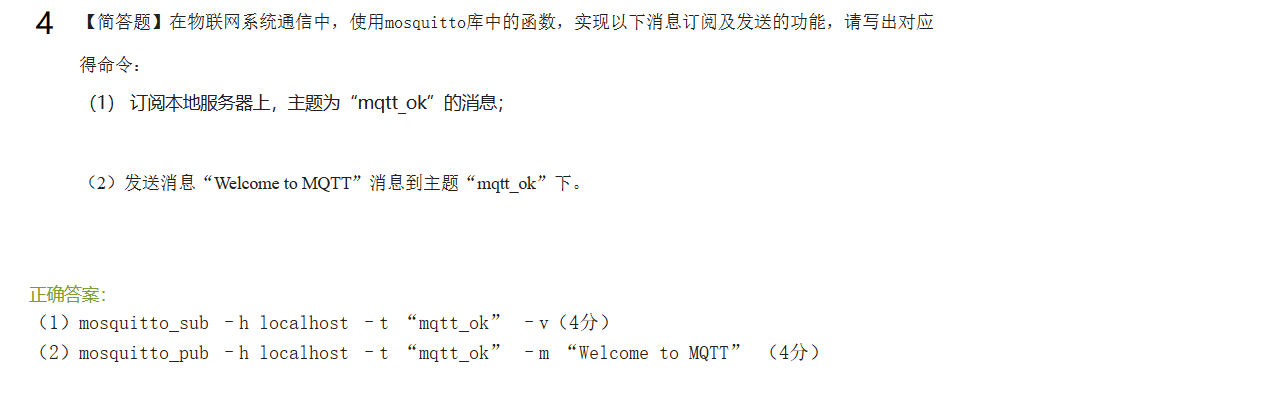 4 【简答题】在物联网系统通信中，使用mosquitto库中的函数，实现以下消息订阅及发送的功能，请写出对应
得命令：
（1） 订阅本地服务器上，主题为“mqtt_ok”的消息；
（2）发送消息“Welcome to MQTT”消息到主题“mqtt_ok”下。
正确答案：
（1）mosquitto_sub –h localhost –t “mqtt_ok” –v（4分）
（2）mosquitto_pub –h localhost –t “mqtt_ok” –m “Welcome to MQTT” （4分）